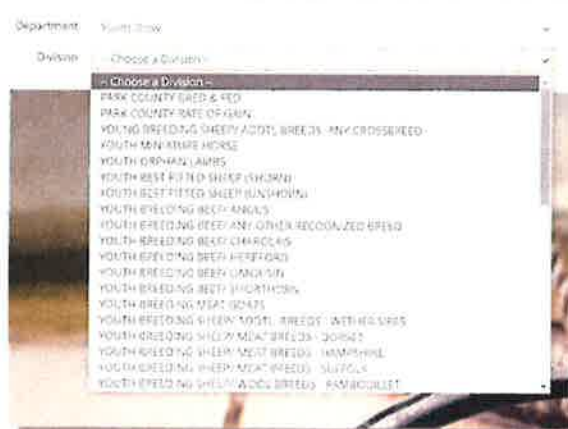 Department Youth Show
Division -- Choose a Division --
-- Choose a Division --
PARK COUNTY BRED & FED
PARK COUNTY RATE OF GAIN
YOUNG BREEDING SHEEP/ ADDTL BREEDS -ANY CROSSBREED
YOUTH MINIATURE HORSE
YOUTH ORPHAN LAMBS
YOUTH BEST FITTED SHEEP (SHORN)
YOUTH BEST FITTED SHEEP (UNSHORN)
YOUTH BREEDING BEEF/ ANGUS
YOUTH BREEDING BEEF/ ANY OTHER RECOGNIZED BREED
YOUTH BREEDING BEEF/ CHAROLAIS
YOUTH BREEDING BEEF/ HEREFORD
YOUTH BREEDING BEEF/ LIMOUSIN
YOUTH BREEDING BEEF/ SHORTHORN
YOUTH BREEDING MEAT GOATS
YOUTH BREEDING SHEEP/ ADDTL. BREEDS - WETHER SIRES
YOUTH BREEDING SHEEP/ MEAT BREEDS - DORSET
YOUTH BREEDING SHEEP/ MEAT BREEDS - HAMPSHIRE
YOUTH BREEDING SHEEP/ MEAT BREEDS - SUFFOLK
YOUTH BREEDING SHEEP/ WOOL BREEDS - RAMBOUILLET